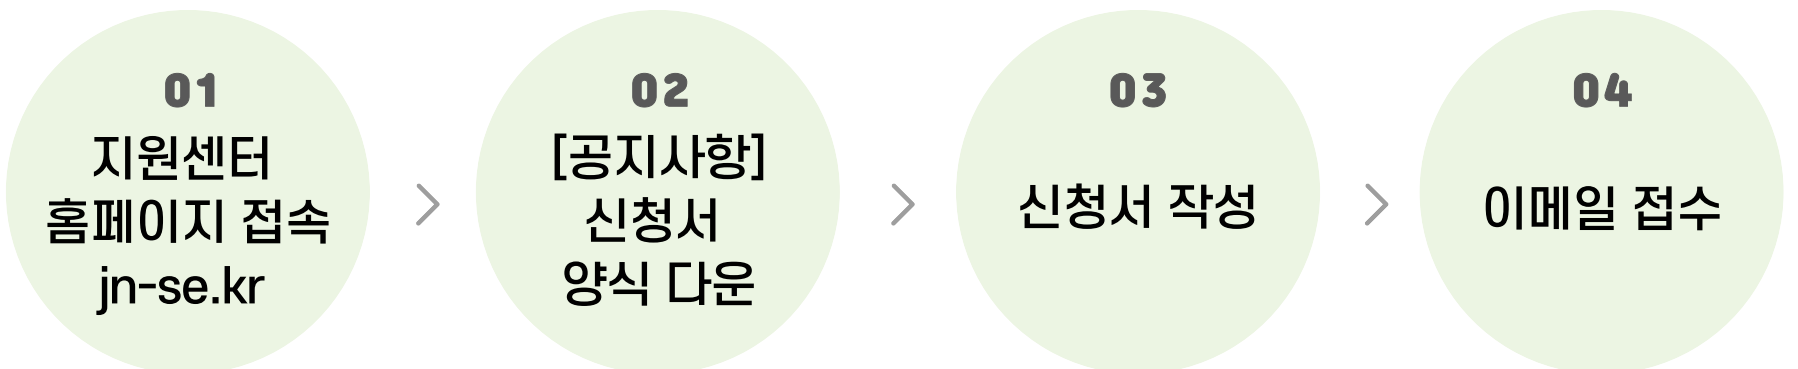 01
지원센터
홈페이지 접속
jn-se.kr
02
[공지사항]
신청서
양식 다운
03
신청서 작성
04
이메일 접수